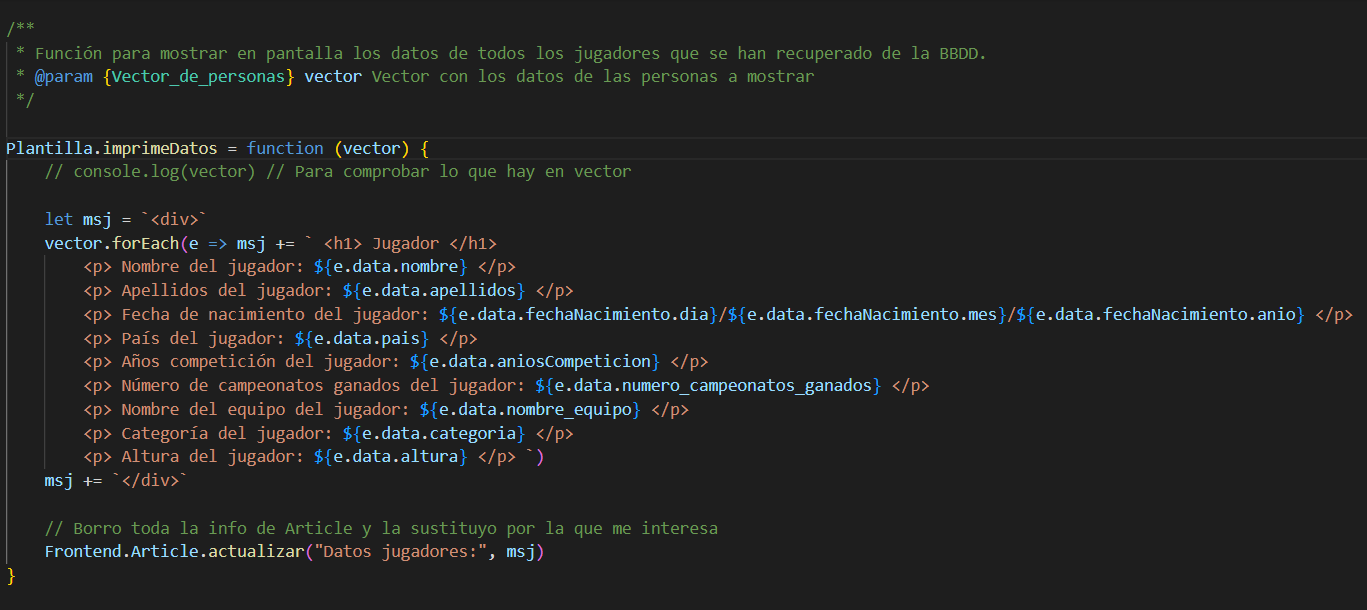 /**
 * Función para mostrar en pantalla los datos de todos los jugadores que se han recuperado de la BBDD.
 * @param {Vector_de_personas} vector Vector con los datos de las personas a mostrar
 */
Plantilla.imprimeDatos = function (vector) {
    // console.log(vector) // Para comprobar lo que hay en vector
    let msj = `<div>`
    vector.forEach(e => msj += ` <h1> Jugador </h1>
        <p> Nombre del jugador: ${e.data.nombre} </p>
        <p> Apellidos del jugador: ${e.data.apellidos} </p>
        <p> Fecha de nacimiento del jugador: ${e.data.fechaNacimiento.dia}/${e.data.fechaNacimiento.mes}/${e.data.fechaNacimiento.anio} </p>
        <p> País del jugador: ${e.data.pais} </p>
        <p> Años competición del jugador: ${e.data.aniosCompeticion} </p>
        <p> Número de campeonatos ganados del jugador: ${e.data.numero_campeonatos_ganados} </p>
        <p> Nombre del equipo del jugador: ${e.data.nombre_equipo} </p>
        <p> Categoría del jugador: ${e.data.categoria} </p>
        <p> Altura del jugador: ${e.data.altura} </p> `)
    msj += `</div>`
    // Borro toda la info de Article y la sustituyo por la que me interesa
    Frontend.Article.actualizar("Datos jugadores:", msj)
}